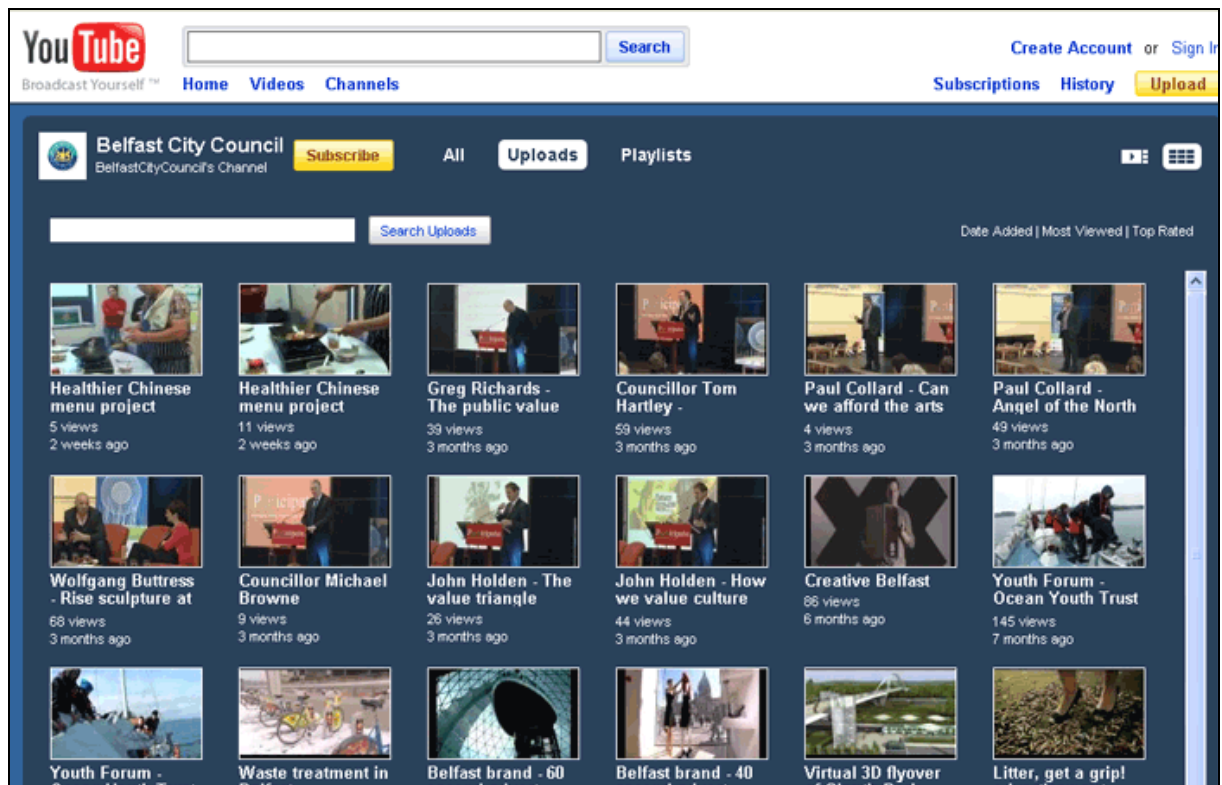 You Tube
Broadcast Yourself ™
Search
Create Account or Sign In
Home Videos Channels
Subscriptions History Upload
Belfast City Council
BelfastCityCouncil's Channel
Subscribe
All Uploads Playlists
Search Uploads
Date Added | Most Viewed | Top Rated
Healthier Chinese
menu project
5 views
2 weeks ago
Healthier Chinese
menu project
11 views
2 weeks ago
Greg Richards -
The public value
39 views
3 months ago
Councillor Tom
Hartley -
59 views
3 months ago
Paul Collard - Can
we afford the arts
4 views
3 months ago
Paul Collard -
Angel of the North
49 views
3 months ago
Wolfgang Buttress
- Rise sculpture at
68 views
3 months ago
Councillor Michael
Browne
9 views
3 months ago
John Holden - The
value triangle
26 views
3 months ago
John Holden - How
we value culture
44 views
3 months ago
Creative Belfast
86 views
6 months ago
Youth Forum -
Ocean Youth Trust
145 views
7 months ago
Youth Forum -
Waste treatment in
Belfast brand - 60
Belfast brand - 40
Virtual 3D flyover
Litter, get a grip!